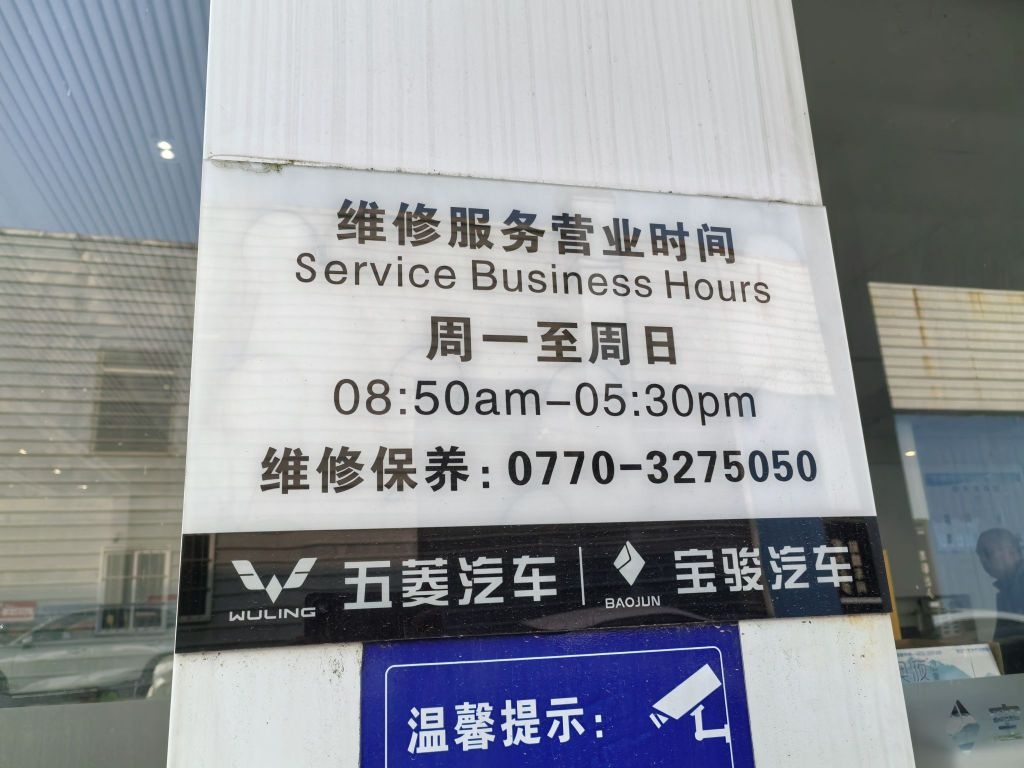 维修服务营业时间
Service Business Hours
周一至周日
08:50am-05:30pm
维修保养:0770-3275050
WULING 五菱汽车 BAOJUN 宝骏汽车
温馨提示: